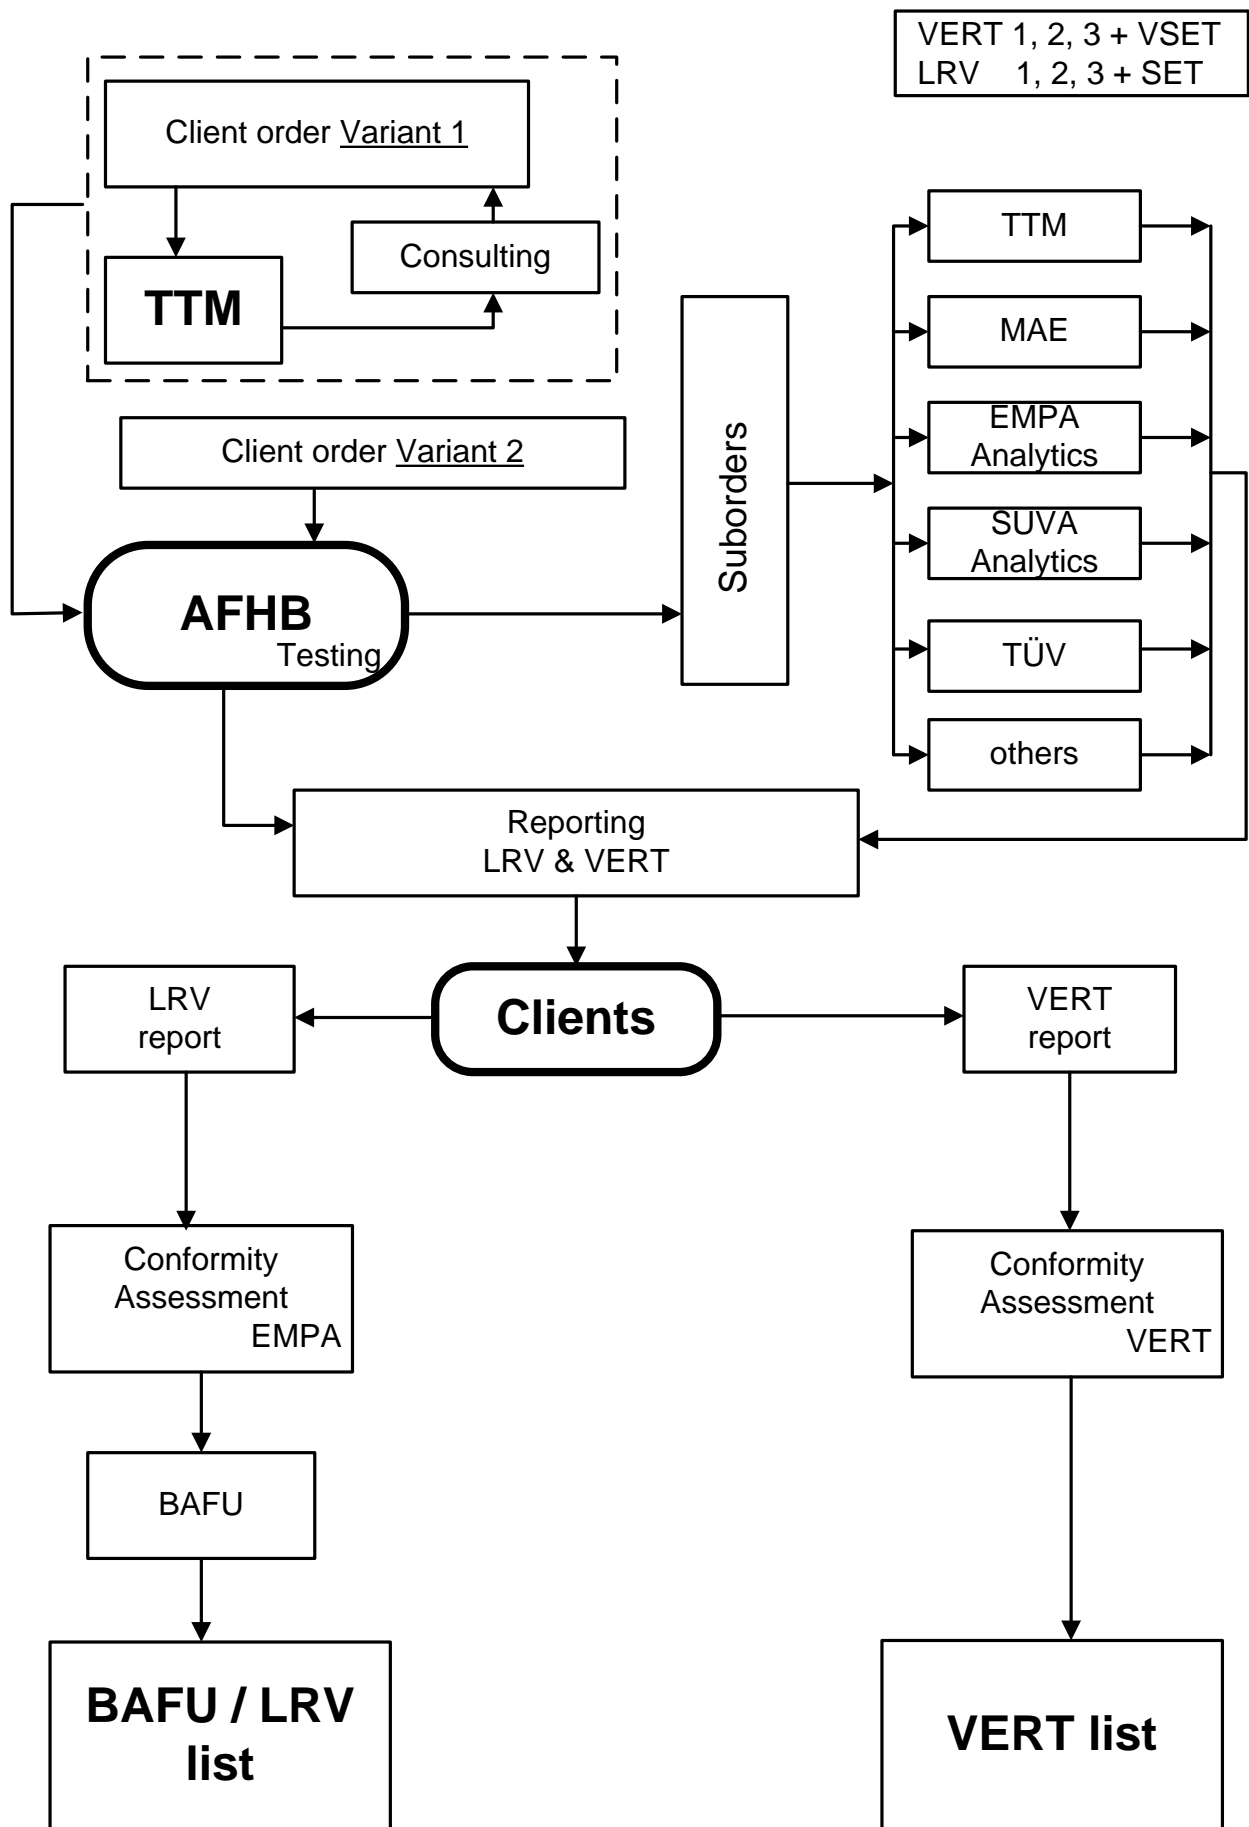 VERT 1, 2, 3 + VSET
LRV 1, 2, 3 + SET
Client order Variant 1
Consulting
TTM
Client order Variant 2
AFHB
Testing
Suborders
TTM
MAE
EMPA
Analytics
SUVA
Analytics
TÜV
others
Reporting
LRV & VERT
Clients
LRV
report
VERT
report
Conformity
Assessment
EMPA
Conformity
Assessment
VERT
BAFU
BAFU / LRV
list
VERT list